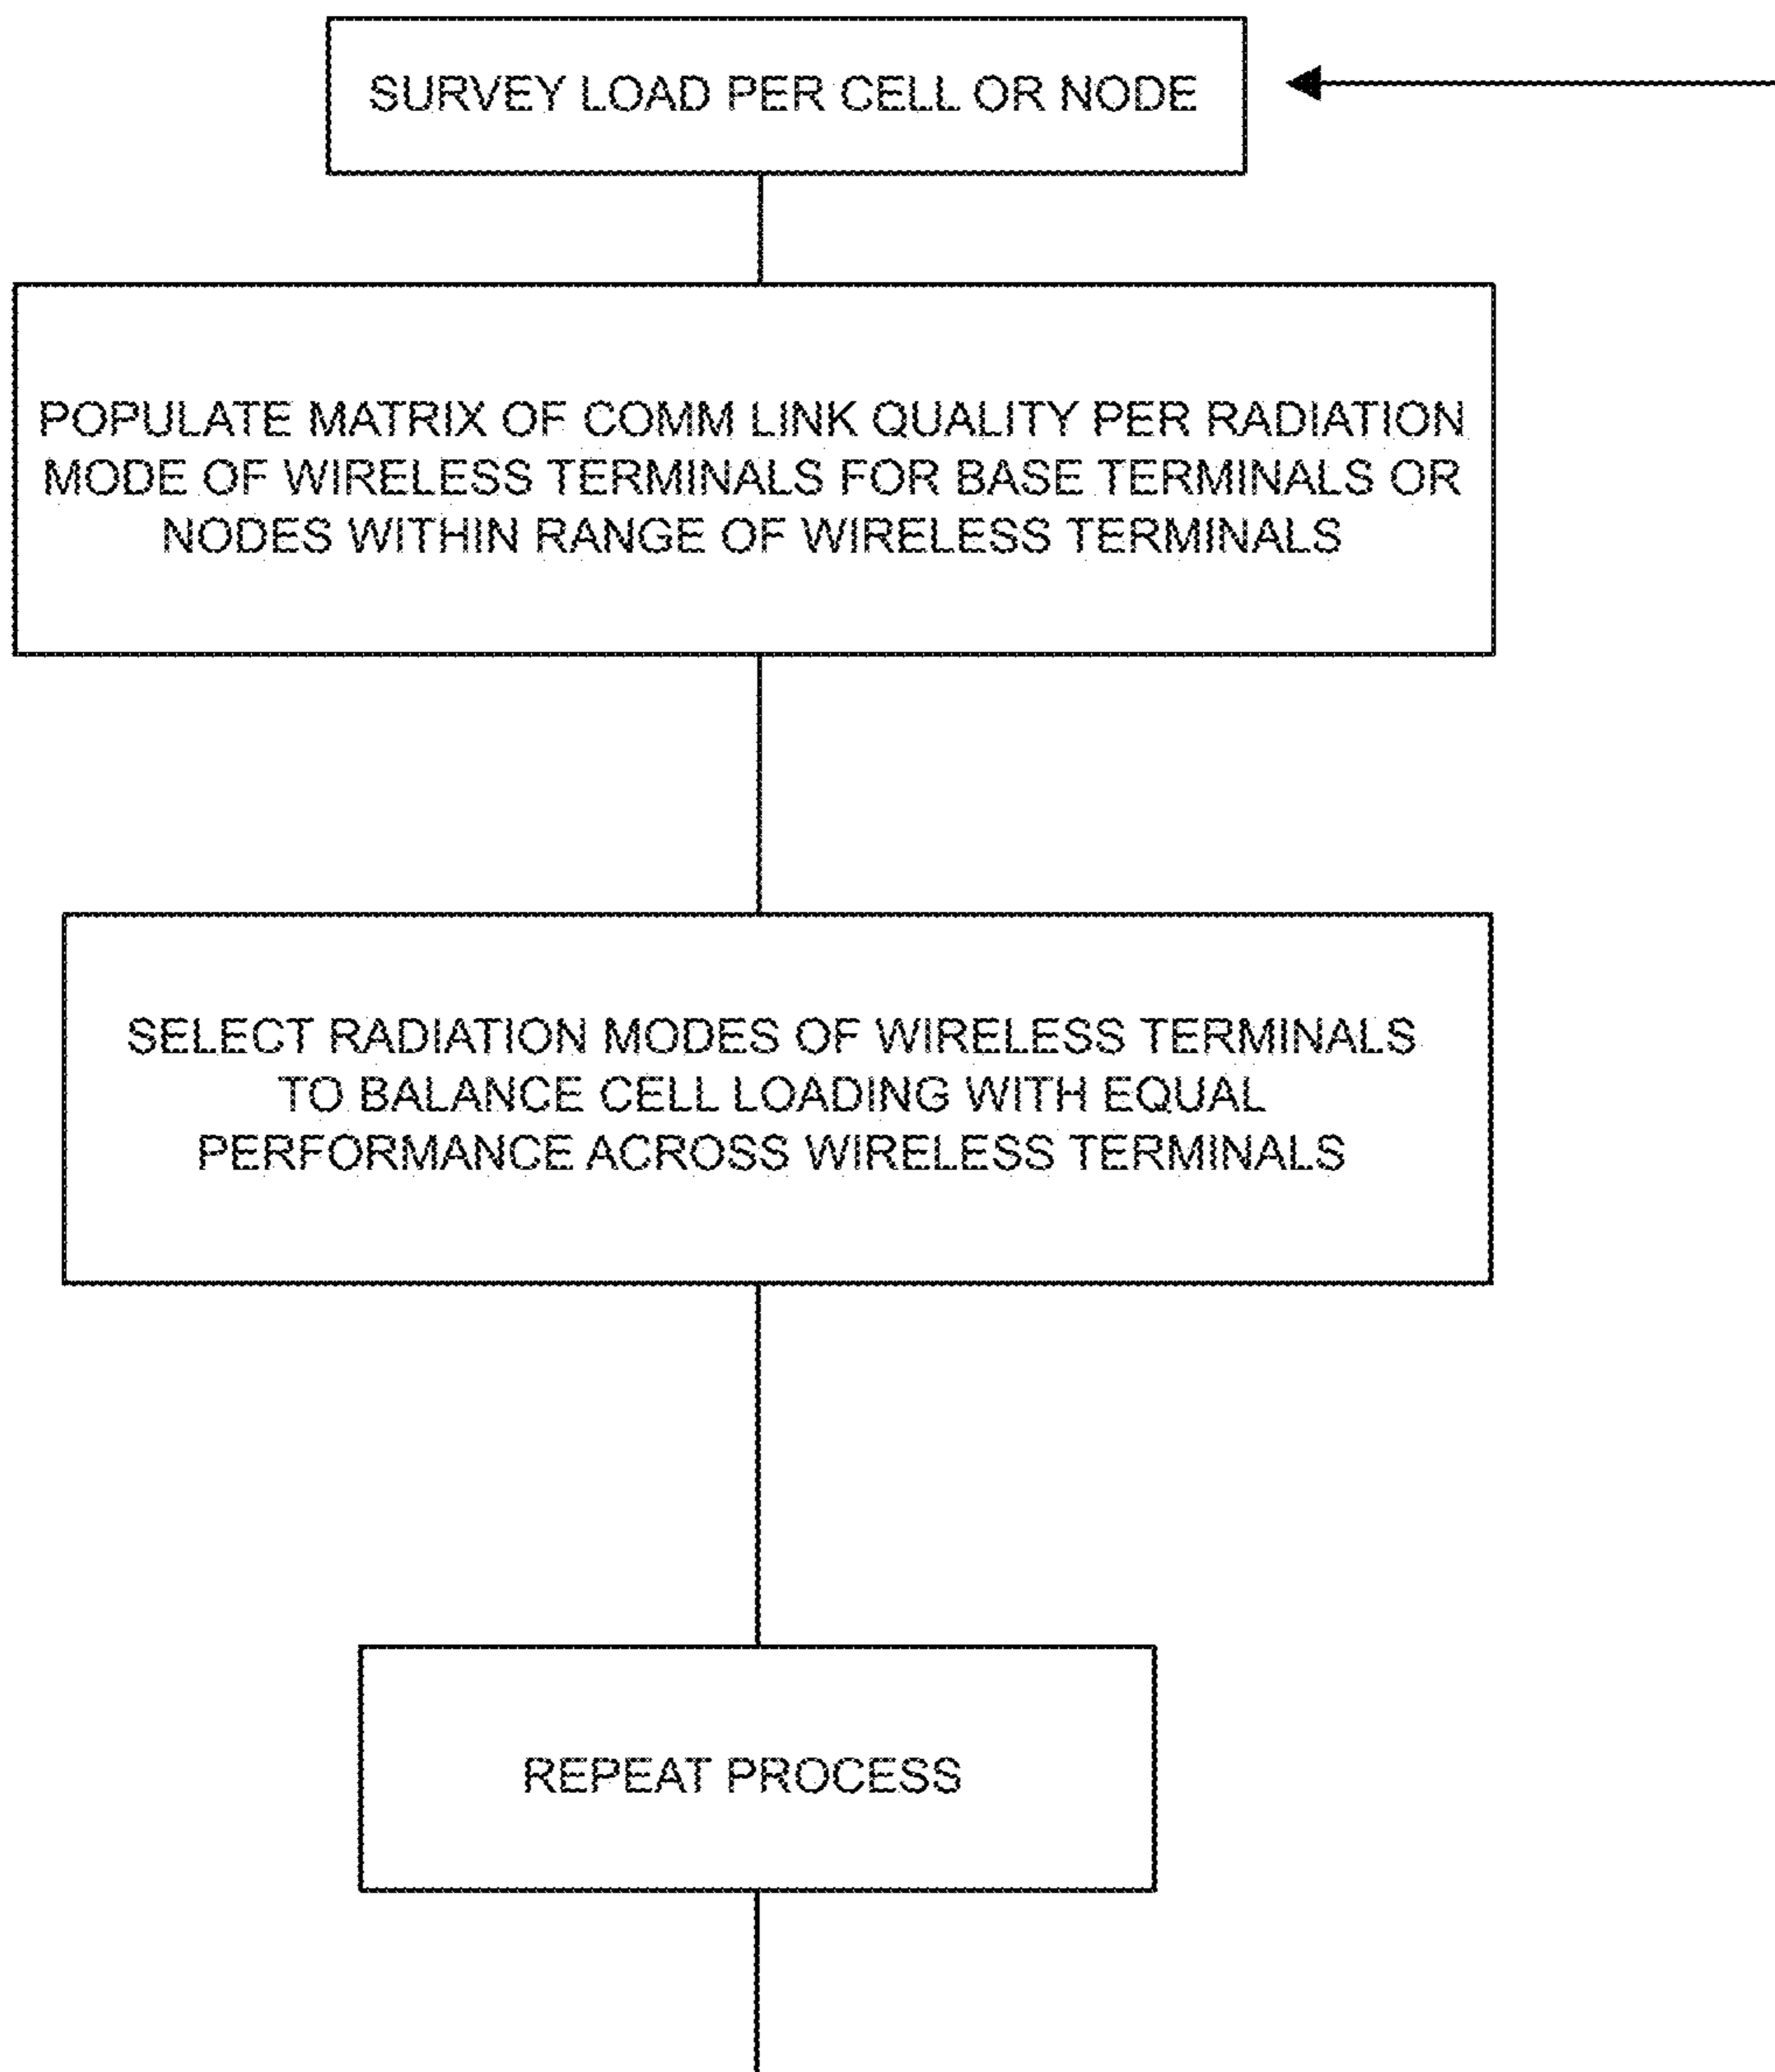 SURVEY LOAD PER CELL OR NODE
POPULATE MATRIX OF COMM LINK QUALITY PER RADIATION
MODE OF WIRELESS TERMINALS FOR BASE TERMINALS OR
NODES WITHIN RANGE OF WIRELESS TERMINALS
SELECT RADIATION MODES OF WIRELESS TERMINALS
TO BALANCE CELL LOADING WITH EQUAL
PERFORMANCE ACROSS WIRELESS TERMINALS
REPEAT PROCESS